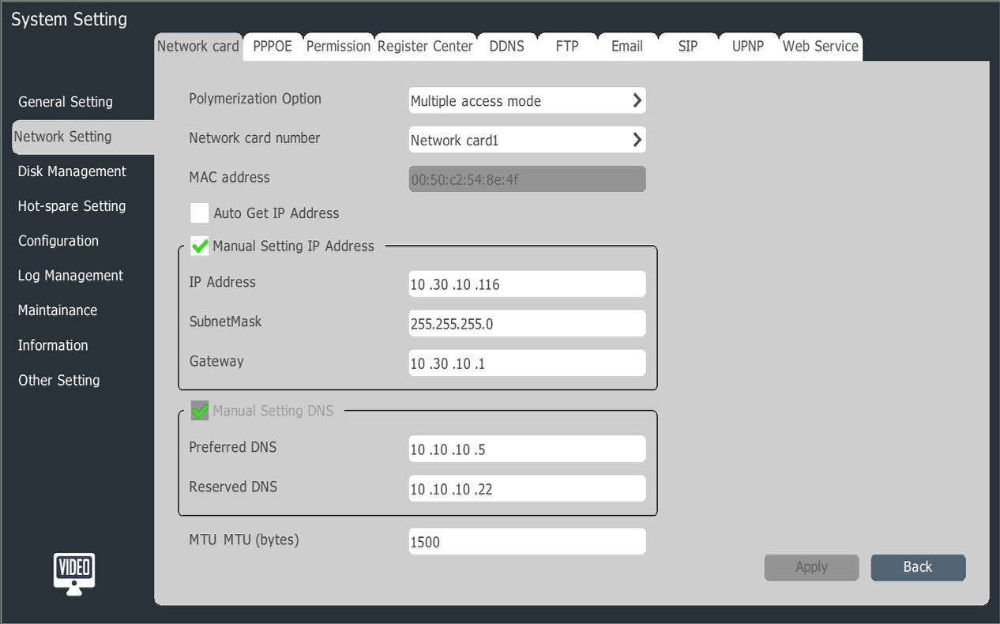 System Setting
Network card PPPOE Permission Register Center DDNS FTP Email SIP UPNP Web Service
General Setting
Network Setting
Disk Management
Hot-spare Setting
Configuration
Log Management
Maintainance
Information
Other Setting
VIDEO
Polymerization Option Multiple access mode
Network card number Network card1
MAC address 00:50:c2:54:8e:4f
Auto Get IP Address
Manual Setting IP Address
IP Address 10 .30 .10 .116
SubnetMask 255.255.255.0
Gateway 10 .30 .10 .1
Manual Setting DNS
Preferred DNS 10 .10 .10 .5
Reserved DNS 10 .10 .10 .22
MTU MTU (bytes) 1500
Apply Back